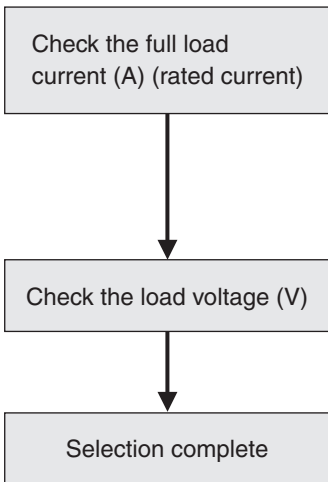 Check the full load
current (A) (rated current)
Check the load voltage (V)
Selection complete